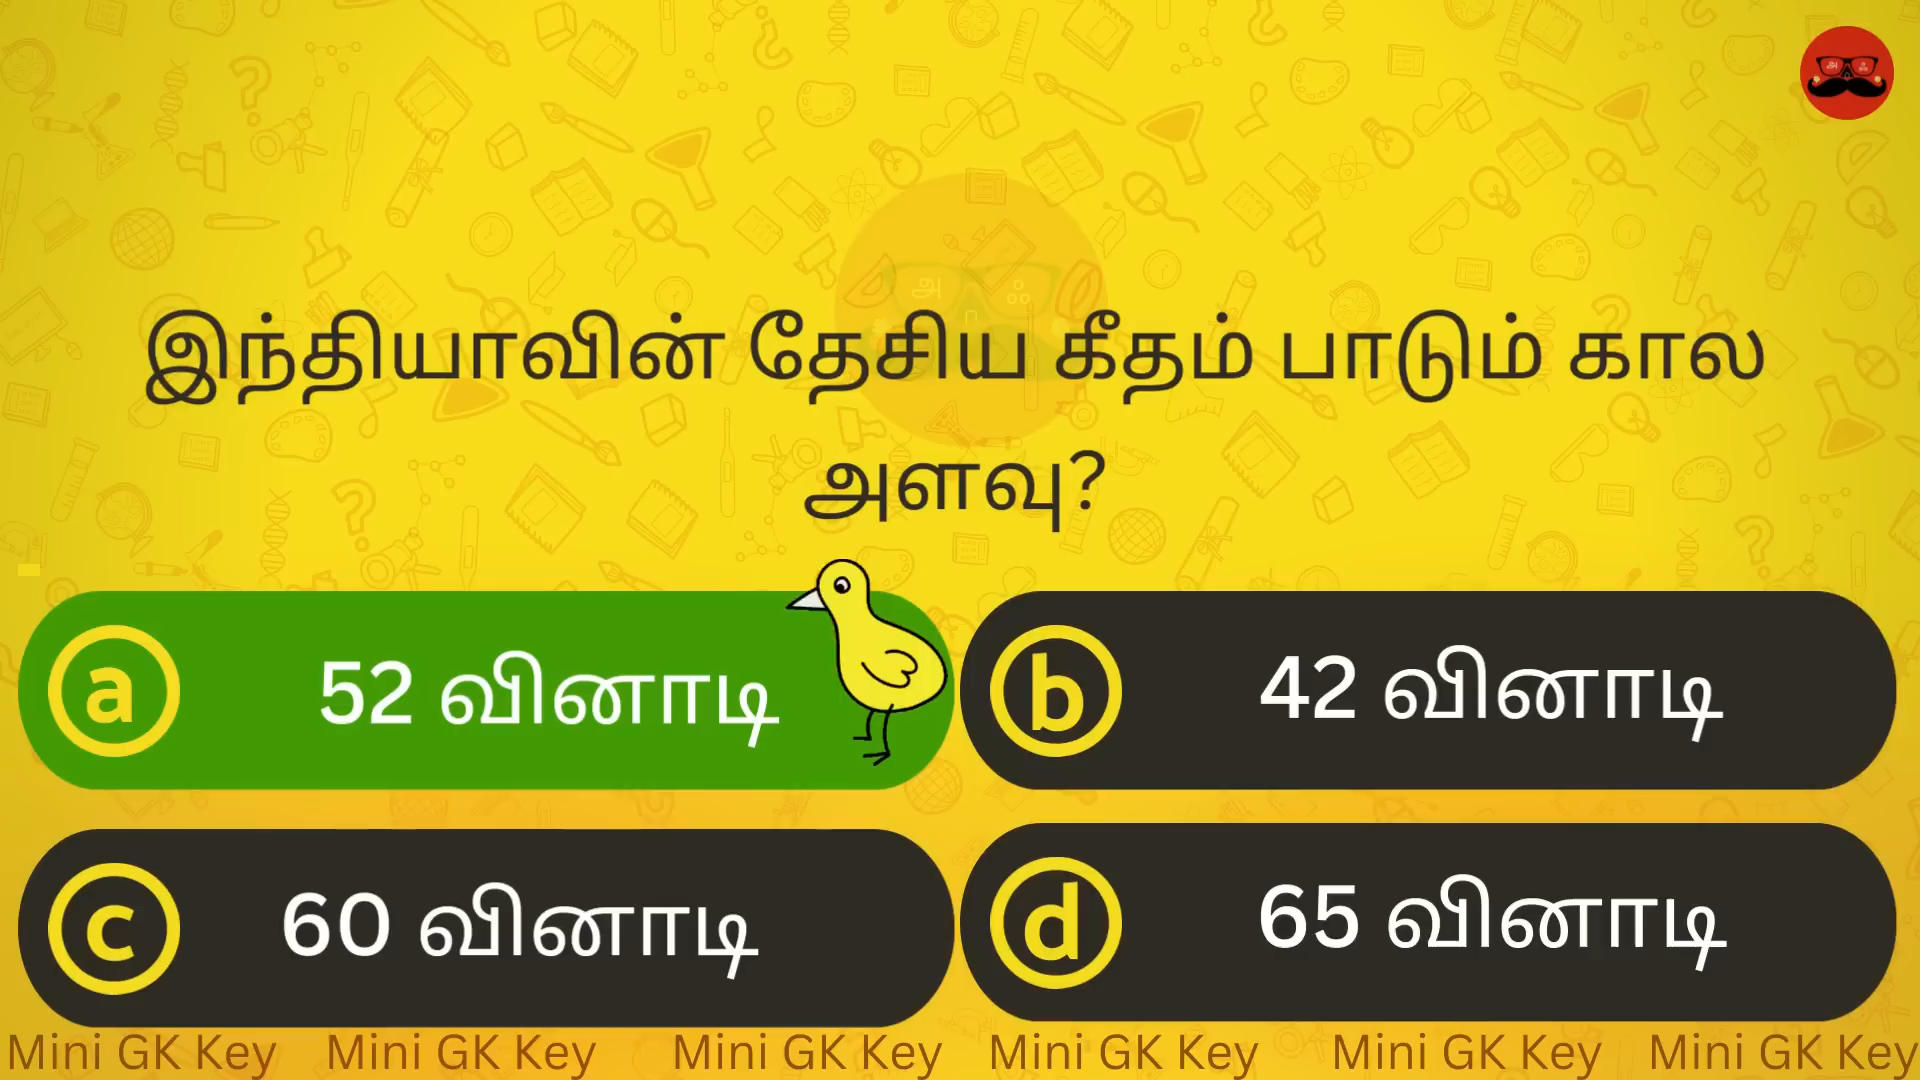 இந்தியாவின் தேசிய கீதம் பாடும் கால
அளவு?
a 52 வினாடி
b 42 வினாடி
c 60 வினாடி
d 65 வினாடி
Mini GK Key Mini GK Key Mini GK Key Mini GK Key Mini GK Key Mini GK Key